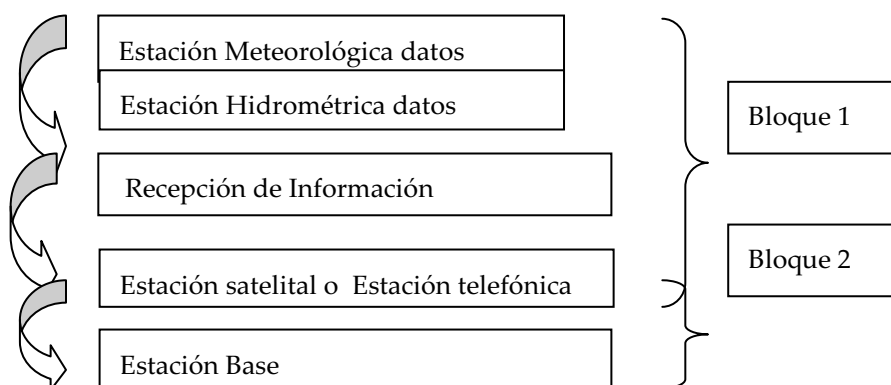 Estación Meteorológica datos
Estación Hidrométrica datos
Bloque 1
Recepción de Información
Bloque 2
Estación satelital o Estación telefónica
Estación Base